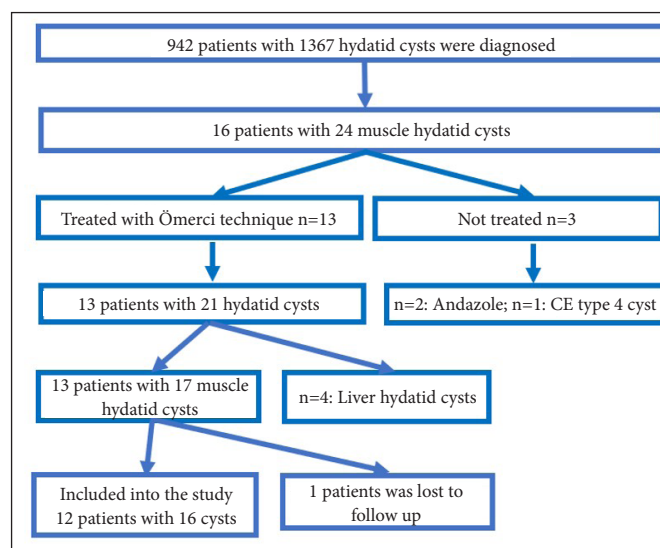 942 patients with 1367 hydatid cysts were diagnosed
16 patients with 24 muscle hydatid cysts
Treated with Ömerci technique n=13
Not treated n=3
13 patients with 21 hydatid cysts
n=2: Andazole; n=1: CE type 4 cyst
13 patients with 17 muscle
hydatid cysts
n=4: Liver hydatid cysts
Included into the study
12 patients with 16 cysts
1 patients was lost to
follow up